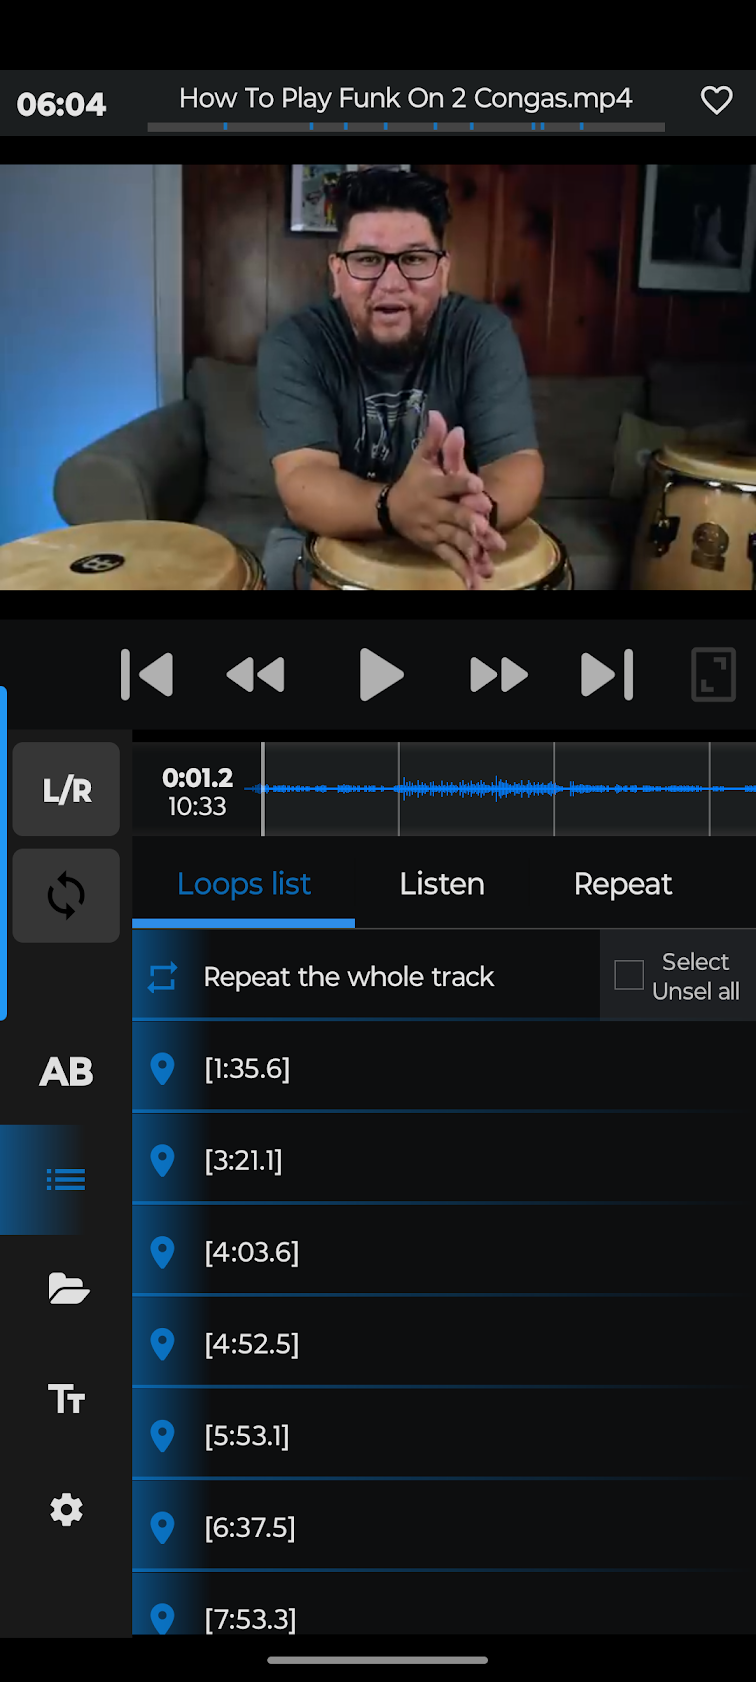 06:04
How To Play Funk On 2 Congas.mp4
L/R
0:01.2
10:33
Loops list
Listen
Repeat
Repeat the whole track
Select
Unsel all
AB
[1:35.6]
[3:21.1]
[4:03.6]
[4:52.5]
[5:53.1]
[6:37.5]
[7:53.3]
TT